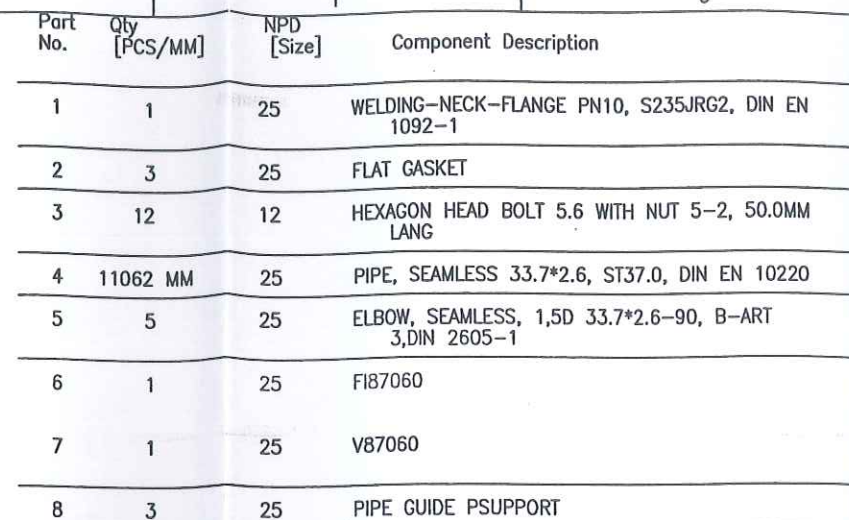 Part Qty NPD
No. [PCS/MM] [Size] Component Description
1 1 25 WELDING-NECK-FLANGE PN10, S235JRG2, DIN EN
1092-1
2 3 25 FLAT GASKET
3 12 12 HEXAGON HEAD BOLT 5.6 WITH NUT 5-2, 50.0MM
LANG
4 11062 MM 25 PIPE, SEAMLESS 33.7*2.6, ST37.0, DIN EN 10220
5 5 25 ELBOW, SEAMLESS, 1,5D 33.7*2.6-90, B-ART
3,DIN 2605-1
6 1 25 FI87060
7 1 25 V87060
8 3 25 PIPE GUIDE PSUPPORT